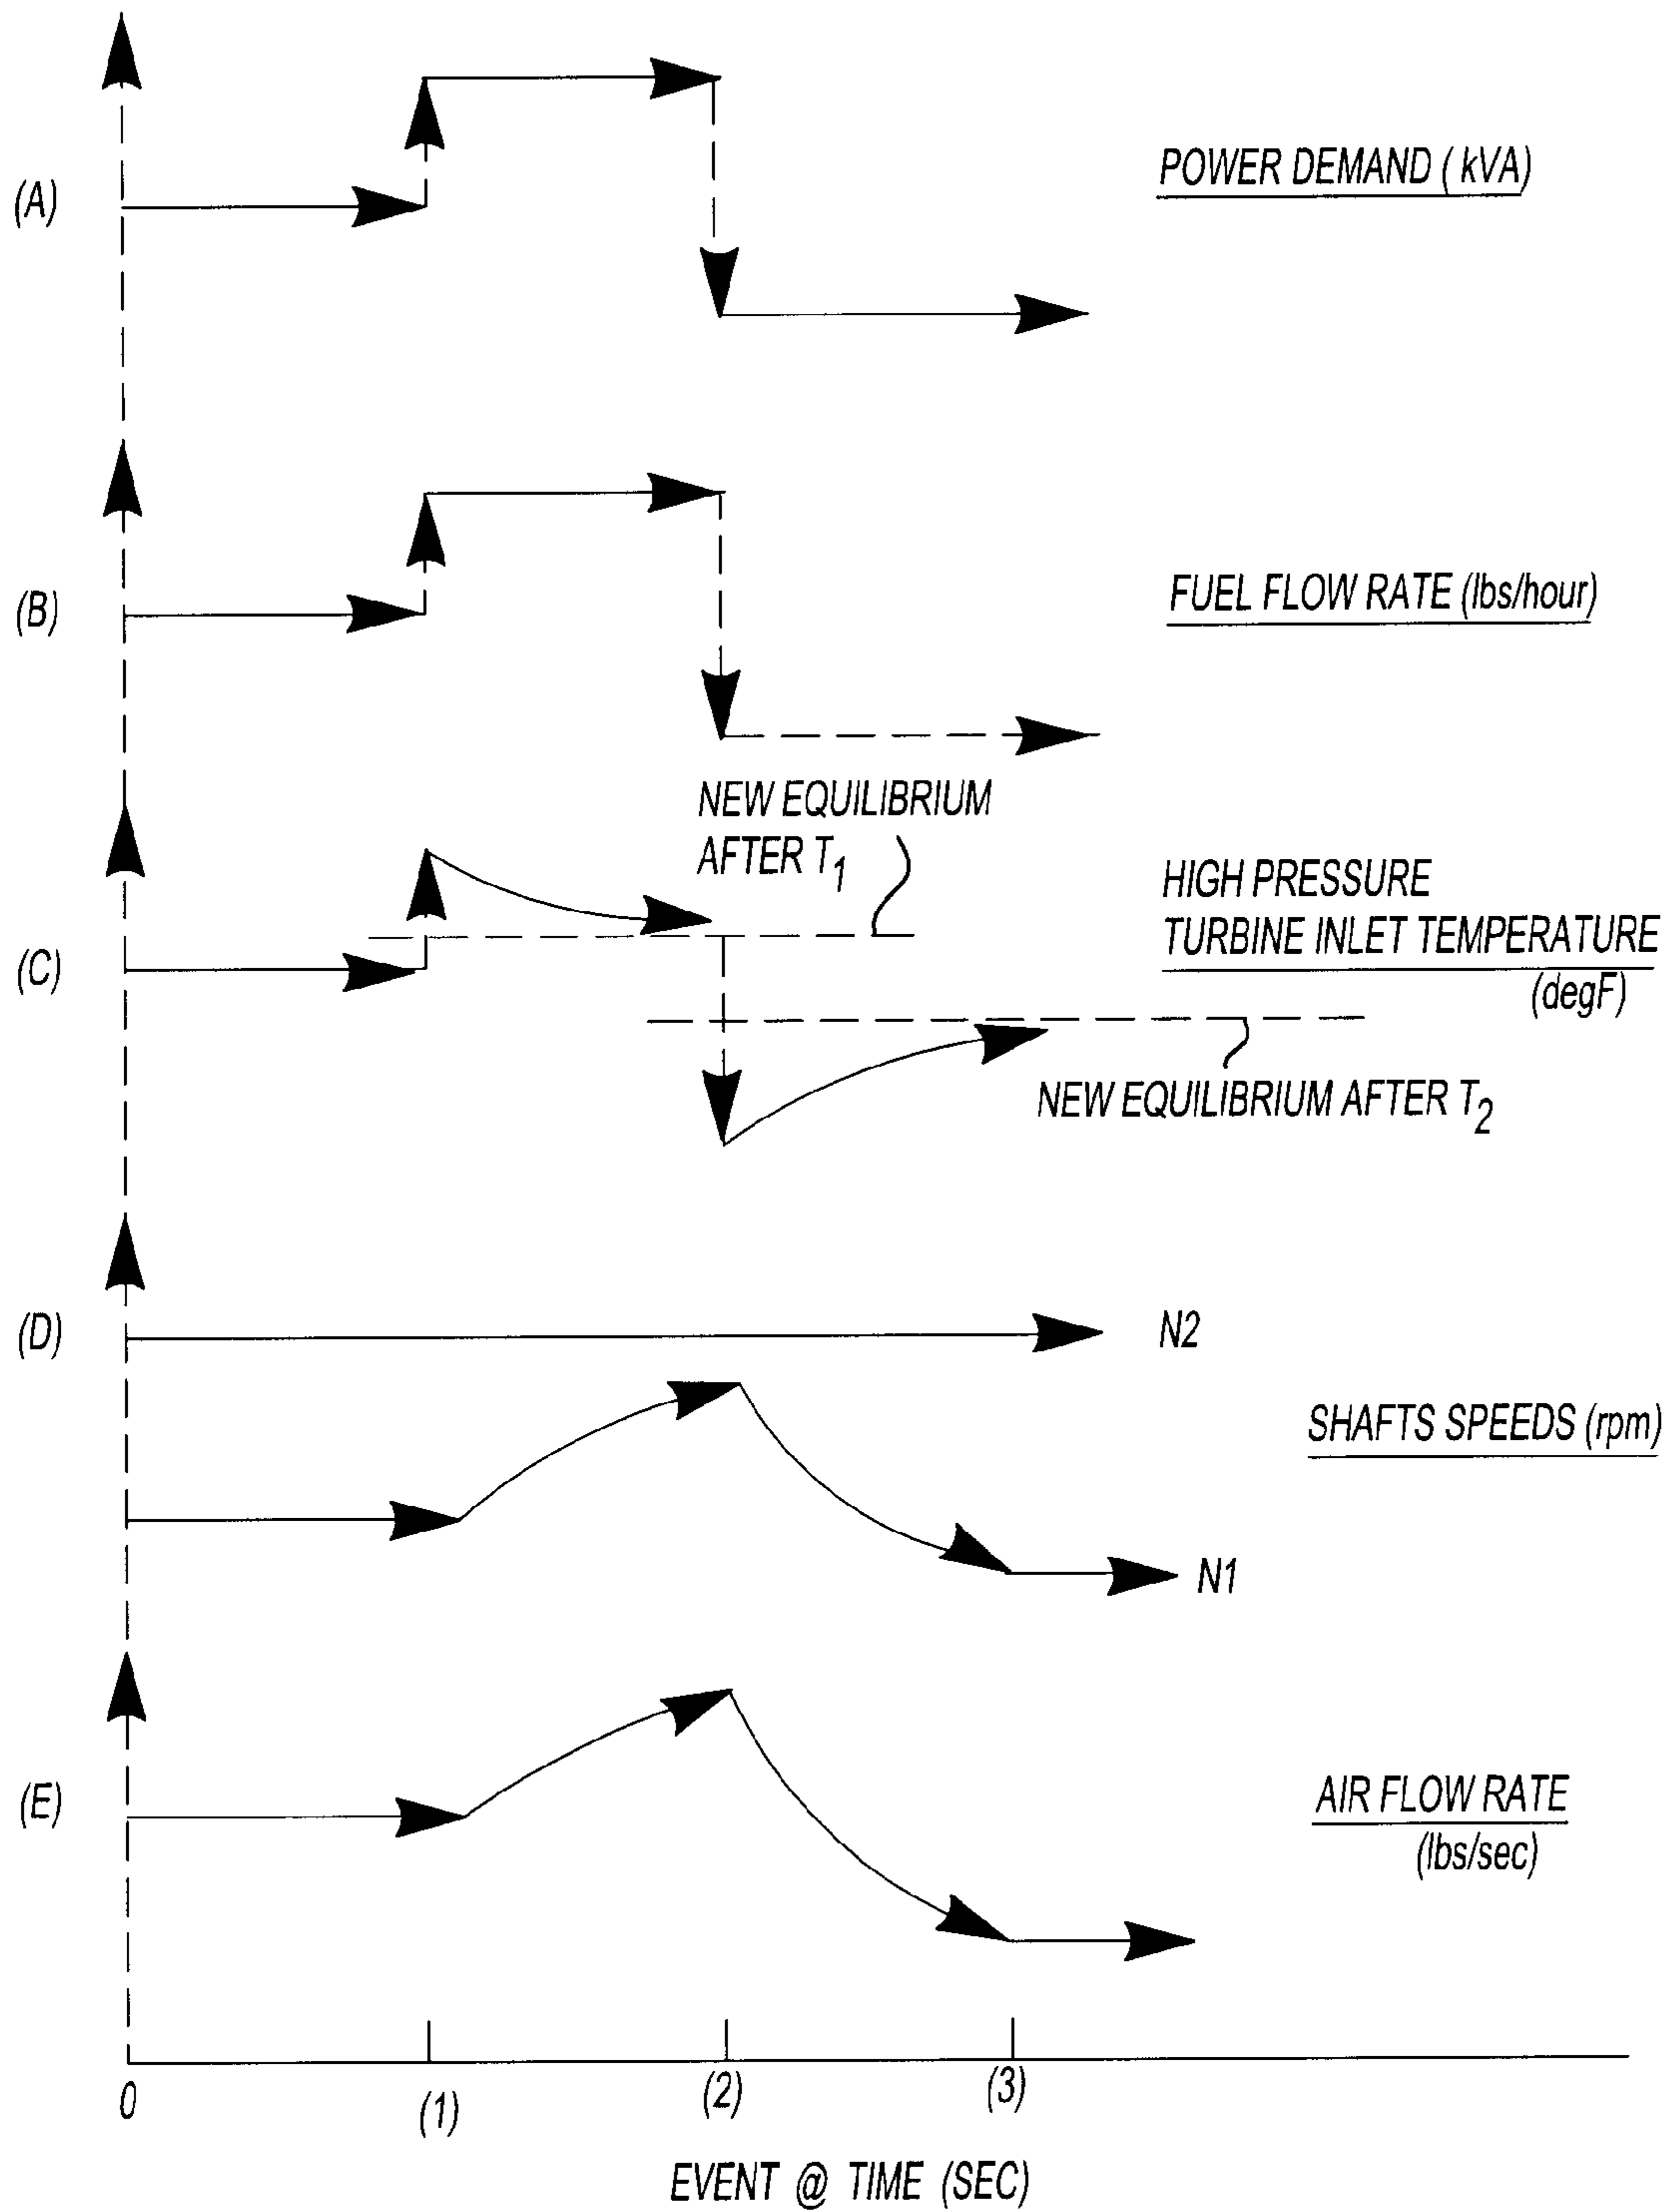 (A)
POWER DEMAND ( kVA)
(B)
FUEL FLOW RATE (lbs/hour)
NEW EQUILIBRIUM
AFTER T1
HIGH PRESSURE
TURBINE INLET TEMPERATURE
(degF)
(C)
NEW EQUILIBRIUM AFTER T2
(D)
N2
SHAFTS SPEEDS (rpm)
N1
(E)
AIR FLOW RATE
(lbs/sec)
0
(1)
(2)
(3)
EVENT @ TIME (SEC)